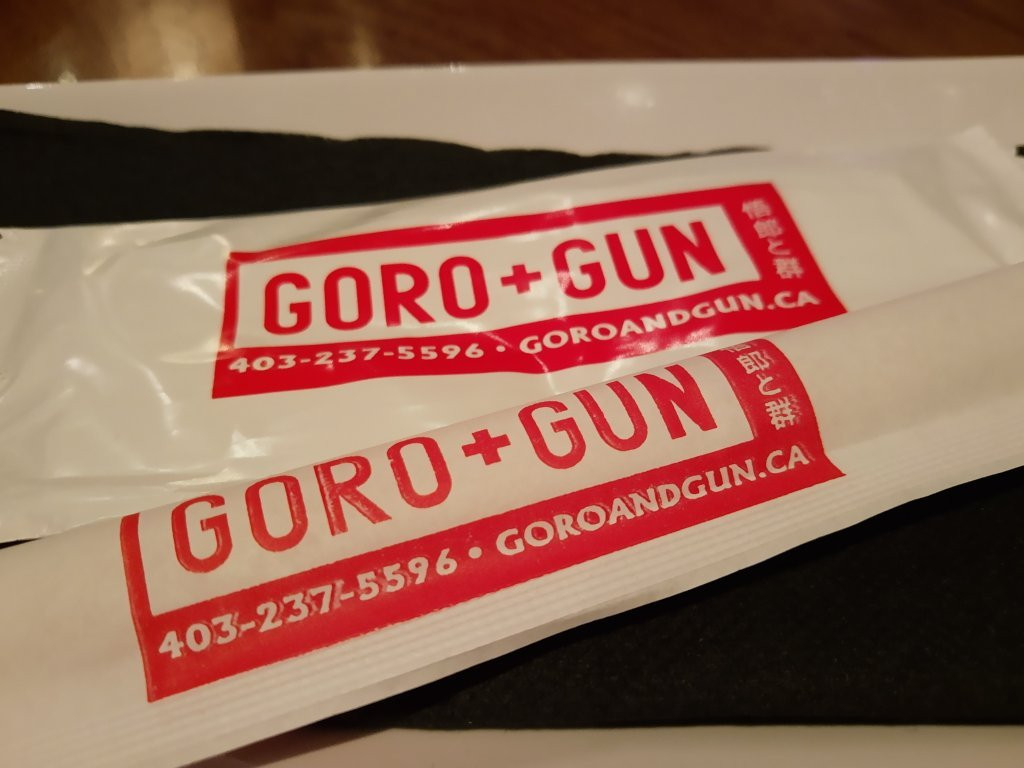 GORO+GUN
悟郎と群
403-237-5596 • GOROANDGUN.CA
GORO+GUN
郎と群
403-237-5596 • GOROANDGUN.CA